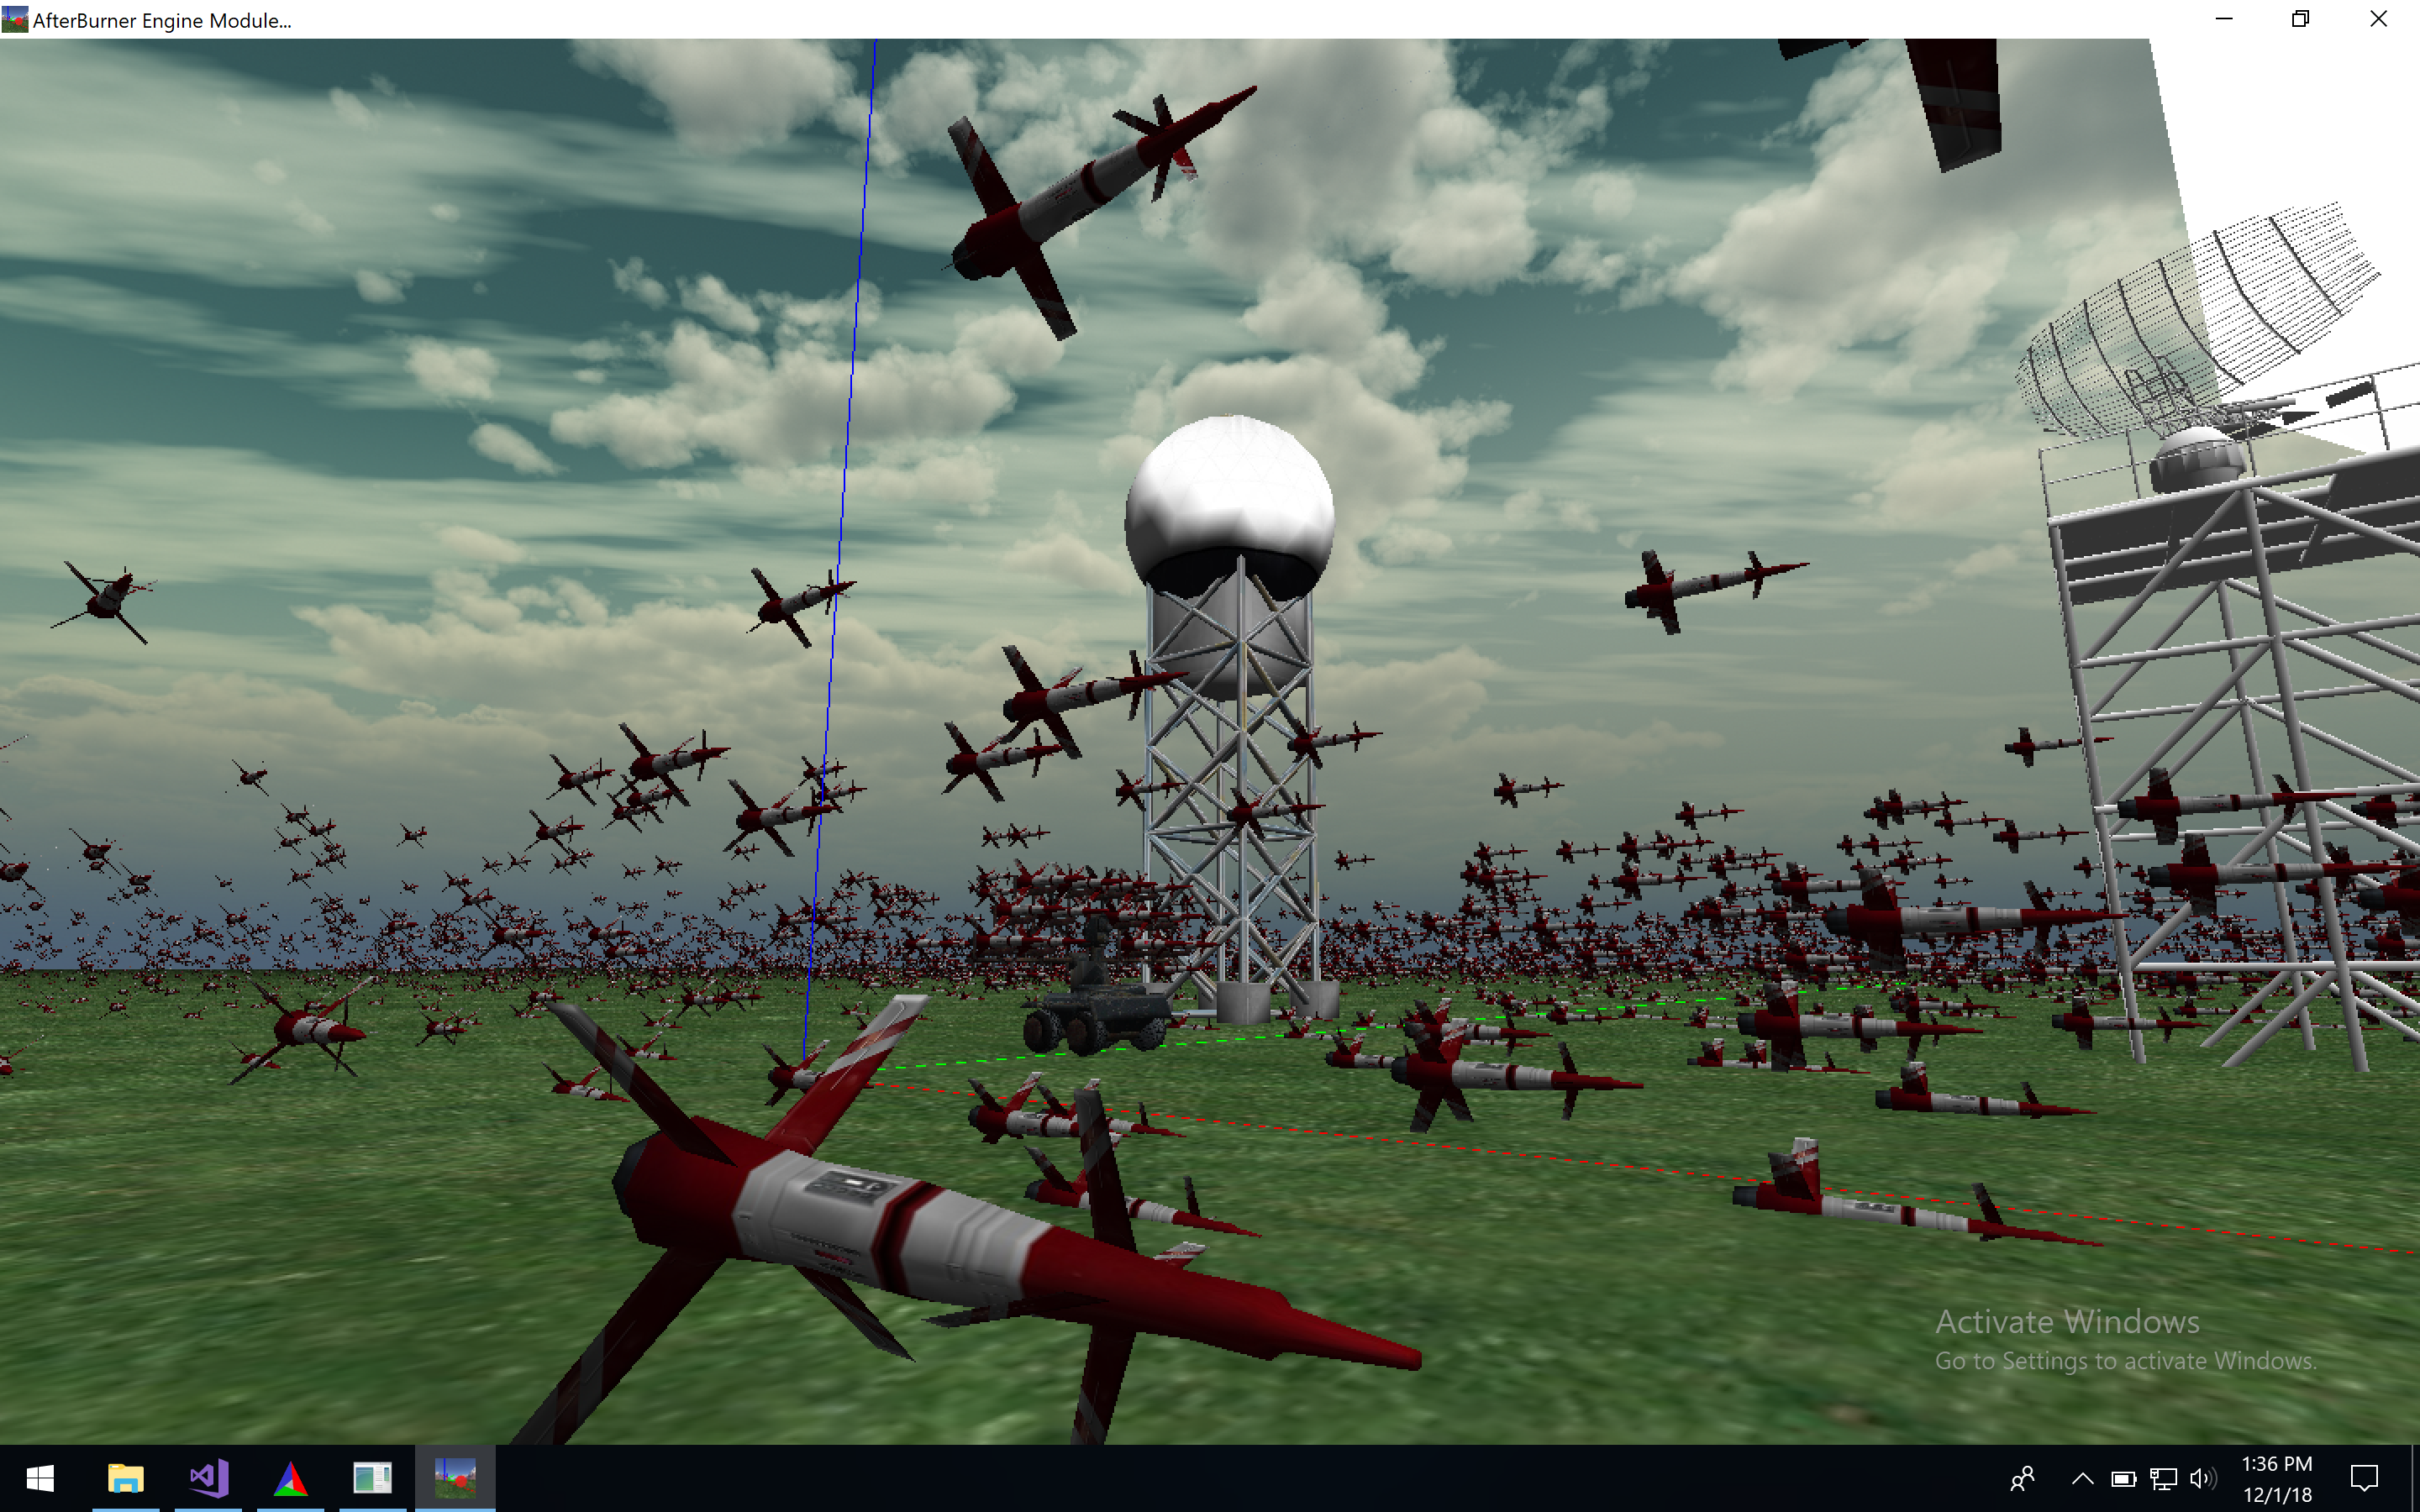 AfterBurner Engine Module...
Activate Windows
Go to Settings to activate Windows.
1:36 PM
12/1/18